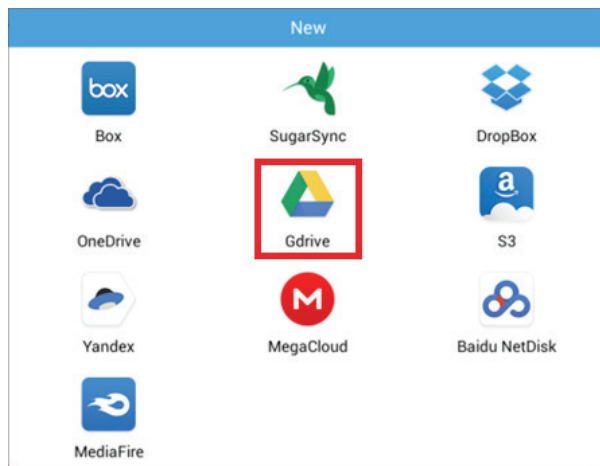 New
box
Box
SugarSync
DropBox
OneDrive
Gdrive
a
S3
Yandex
M
MegaCloud
Baidu NetDisk
MediaFire